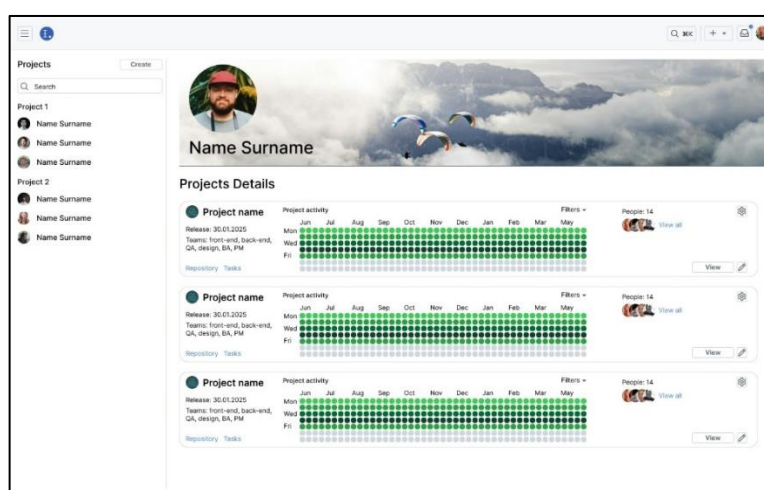 ⌘K
Projects
Create
Search
Project 1
Name Surname
Name Surname
Name Surname
Project 2
Name Surname
Name Surname
Name Surname
Name Surname
Projects Details
Project name
Release: 30.01.2025
Teams: front-end, back-end,
QA, design, BA, PM
Repository Tasks
Project activity
Filters
Jun Jul Aug Sep Oct Nov Dec Jan Feb Mar May
Mon
Wed
Fri
People: 14
View all
View
Project name
Release: 30.01.2025
Teams: front-end, back-end,
QA, design, BA, PM
Repository Tasks
Project activity
Filters
Jun Jul Aug Sep Oct Nov Dec Jan Feb Mar May
Mon
Wed
Fri
People: 14
View all
View
Project name
Release: 30.01.2025
Teams: front-end, back-end,
QA, design, BA, PM
Repository Tasks
Project activity
Filters
Jun Jul Aug Sep Oct Nov Dec Jan Feb Mar May
Mon
Wed
Fri
People: 14
View all
View